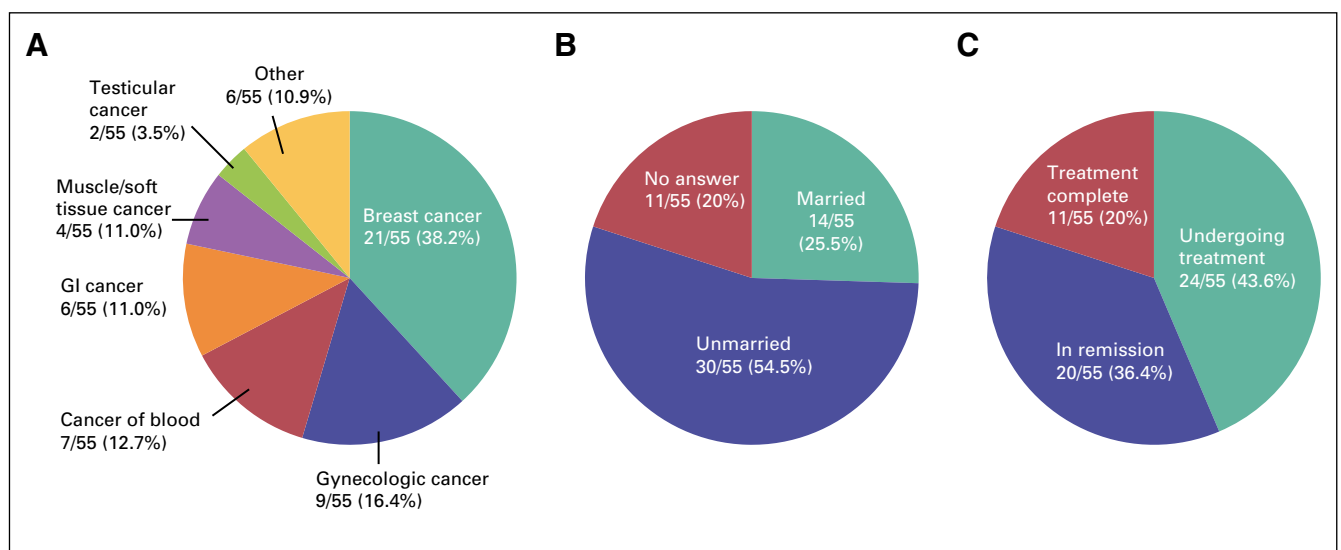 A
Other
6/55 (10.9%)
Testicular
cancer
2/55 (3.5%)
Muscle/soft
tissue cancer
4/55 (11.0%)
GI cancer
6/55 (11.0%)
Cancer of blood
7/55 (12.7%)
Gynecologic cancer
9/55 (16.4%)
Breast cancer
21/55 (38.2%)
B
No answer
11/55 (20%)
Married
14/55
(25.5%)
Unmarried
30/55 (54.5%)
C
Treatment
complete
11/55 (20%)
Undergoing
treatment
24/55 (43.6%)
In remission
20/55 (36.4%)